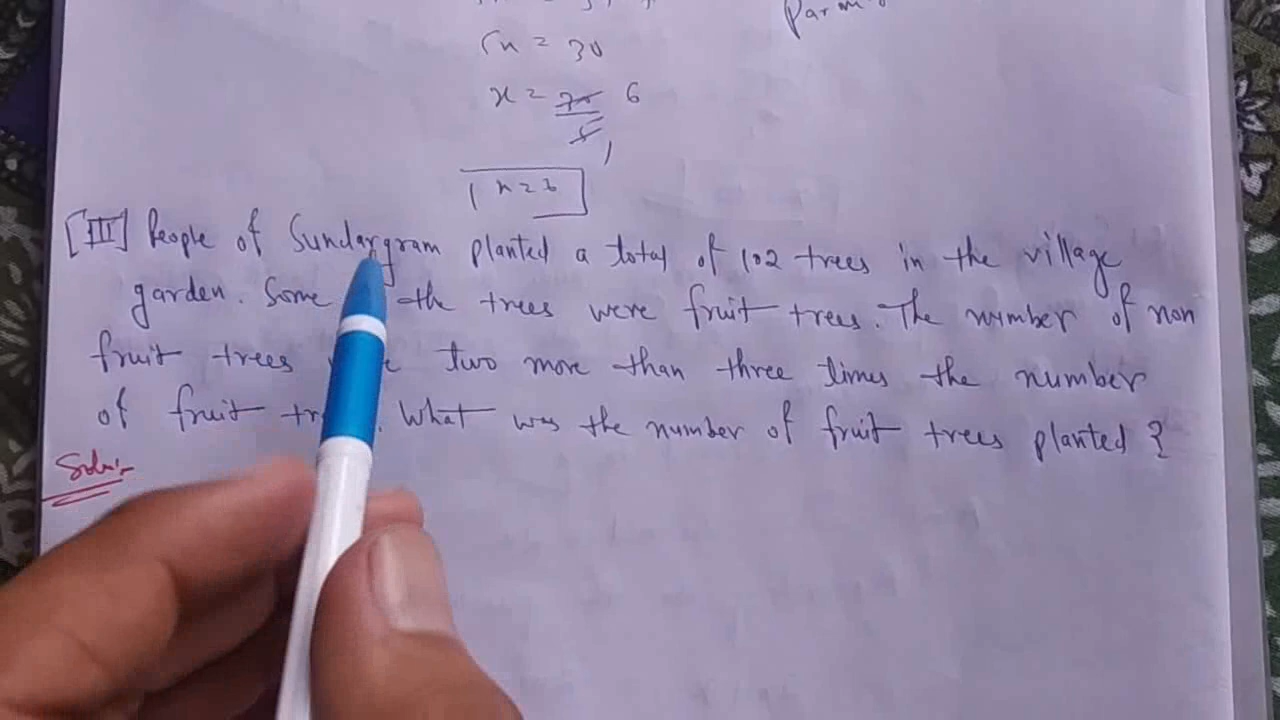 5x = 30
x = 30 6
5 1
x = 6
[III] People of Sundargram planted a total of 102 trees in the village
garden. Some the trees were fruit trees. The number of non
fruit trees two more than three times the number
of fruit What was the number of fruit trees planted ?
Soln:-